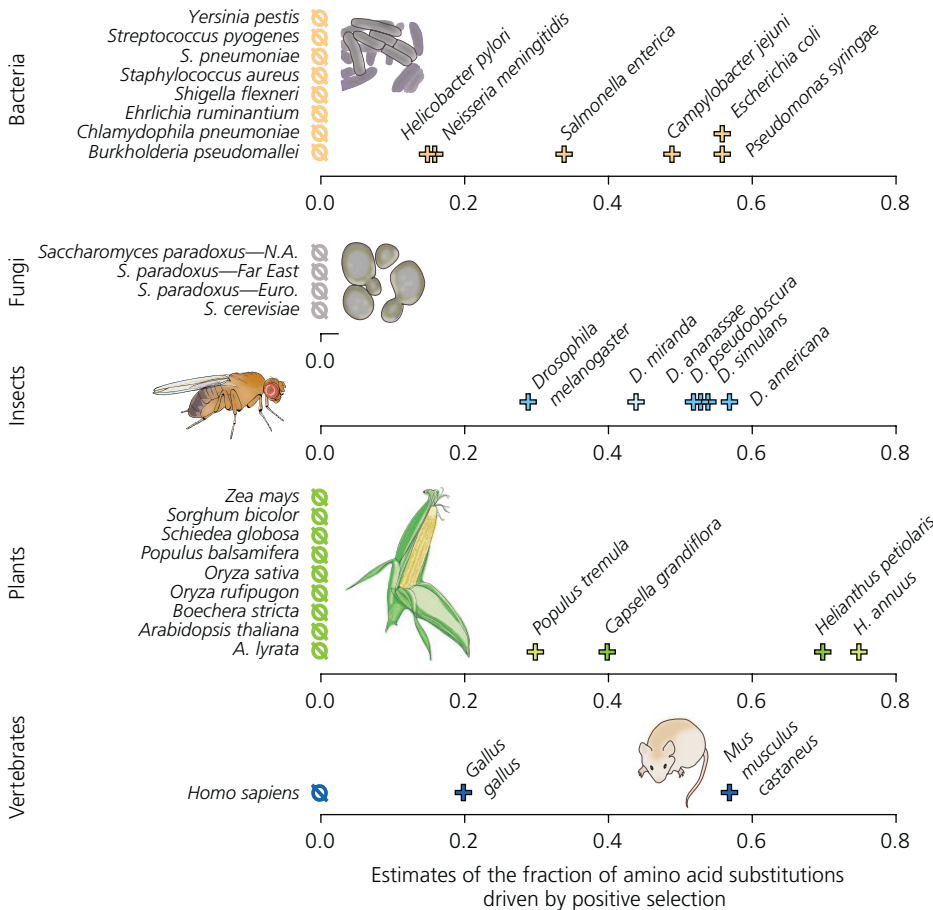 Bacteria
Yersinia pestis
Streptococcus pyogenes
S. pneumoniae
Staphylococcus aureus
Shigella flexneri
Ehrlichia ruminantium
Chlamydophila pneumoniae
Burkholderia pseudomallei
Helicobacter pylori
Neisseria meningitidis
Salmonella enterica
Campylobacter jejuni
Escherichia coli
Pseudomonas syringae
0.0 0.2 0.4 0.6 0.8
Fungi
Saccharomyces paradoxus—N.A.
S. paradoxus—Far East
S. paradoxus—Euro.
S. cerevisiae
0.0
Insects
Drosophila
melanogaster
D. miranda
D. ananassae
D. pseudoobscura
D. simulans
D. americana
0.0 0.2 0.4 0.6 0.8
Plants
Zea mays
Sorghum bicolor
Schiedea globosa
Populus balsamifera
Oryza sativa
Oryza rufipugon
Boechera stricta
Arabidopsis thaliana
A. lyrata
Populus tremula
Capsella grandiflora
Helianthus petiolaris
H. annuus
0.0 0.2 0.4 0.6 0.8
Vertebrates
Homo sapiens
Gallus
gallus
Mus
musculus
castaneus
0.0 0.2 0.4 0.6 0.8
Estimates of the fraction of amino acid substitutions
driven by positive selection